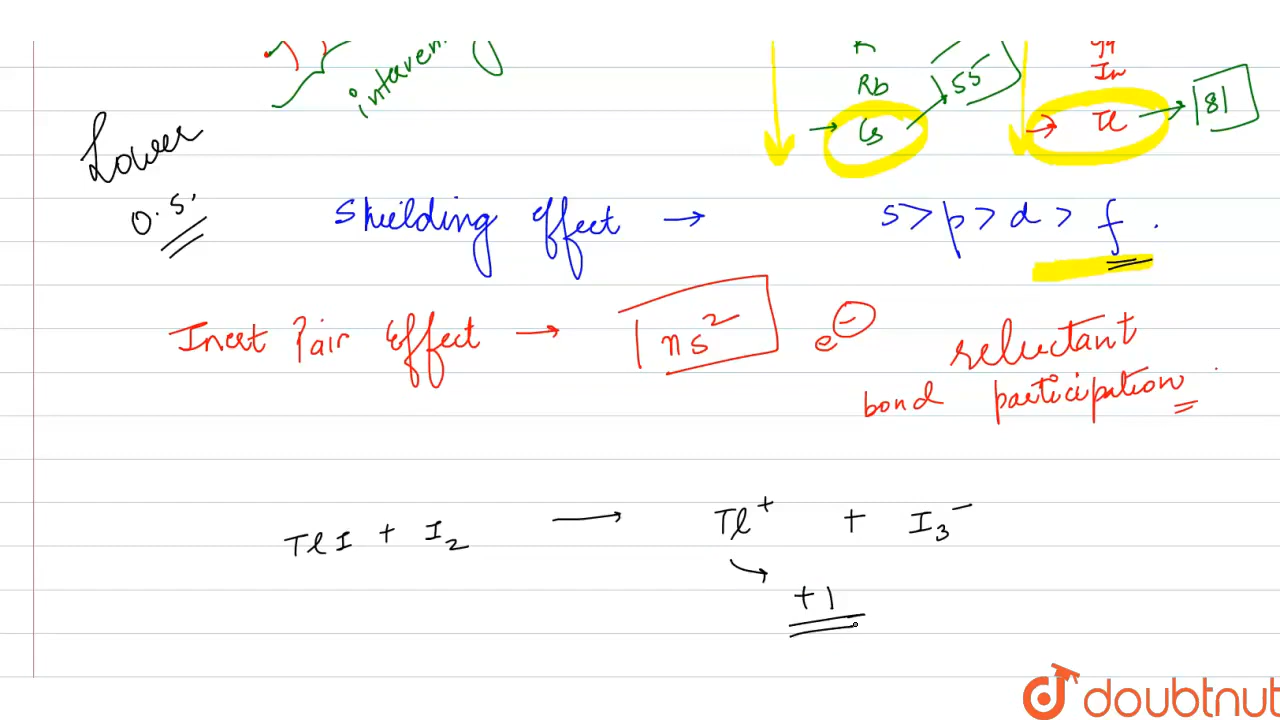 Rb
55
In
Cs
Tl
81
Lower
O.S.
Shielding Effect → s > p > d > f .
Inert Pair Effect → ns² e⊖ reluctant
bond participation
TlI + I₂ → Tl⁺ + I₃⁻
+1
doubtnut